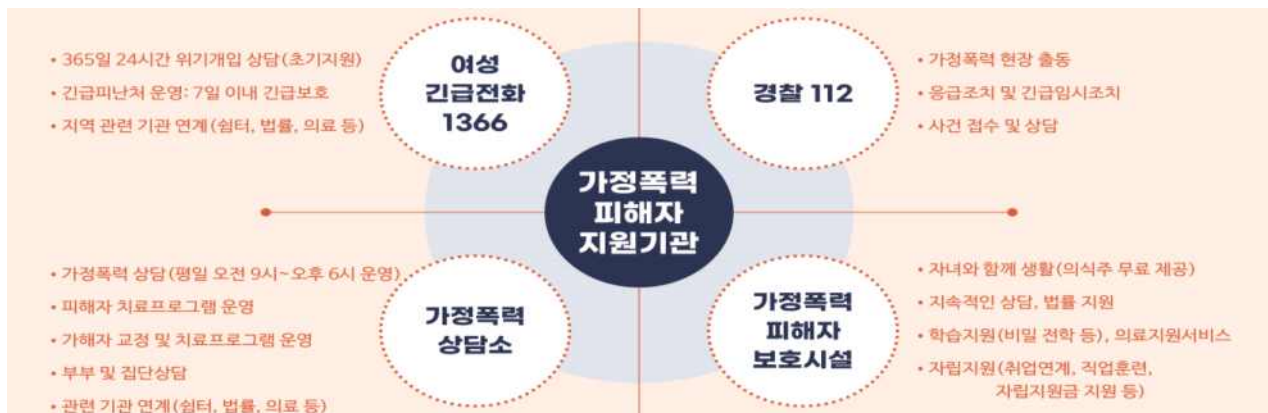 • 365일 24시간 위기개입 상담(초기지원)
• 긴급피난처 운영: 7일 이내 긴급보호
• 지역 관련 기관 연계(쉼터, 법률, 의료 등)
여성
긴급전화
1366
경찰 112
• 가정폭력 현장 출동
• 응급조치 및 긴급임시조치
• 사건 접수 및 상담
가정폭력
피해자
지원기관
• 가정폭력 상담(평일 오전 9시~오후 6시 운영)
• 피해자 치료프로그램 운영
• 가해자 교정 및 치료프로그램 운영
• 부부 및 집단상담
• 관련 기관 연계(쉼터, 법률, 의료 등)
가정폭력
상담소
가정폭력
피해자
보호시설
• 자녀와 함께 생활(의식주 무료 제공)
• 지속적인 상담, 법률 지원
• 학습지원(비밀 전학 등), 의료지원서비스
• 자립지원(취업연계, 직업훈련,
자립지원금 지원 등)